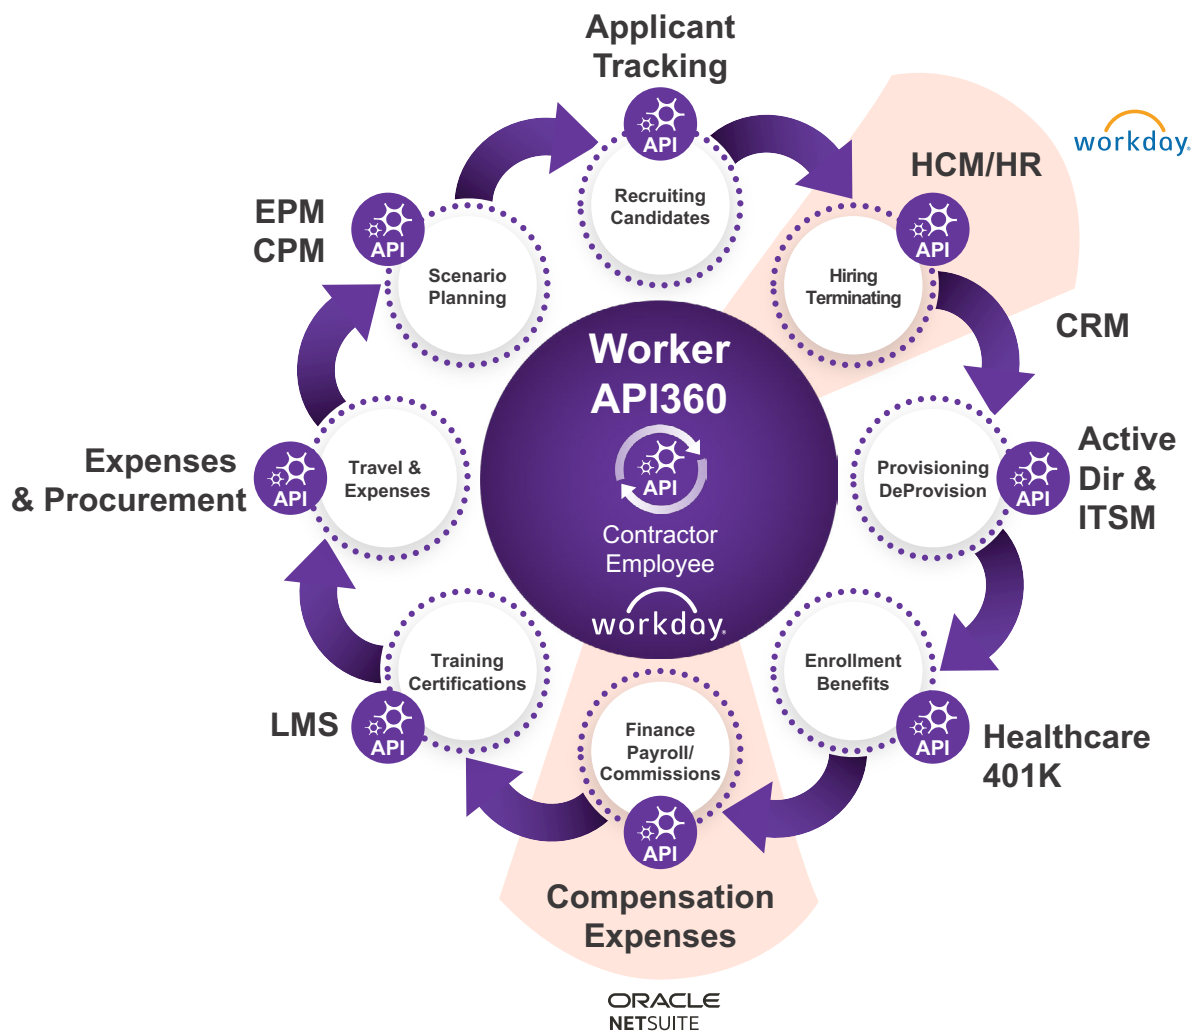 Applicant
Tracking
API
Recruiting
Candidates
workday.
HCM/HR
API
Hiring
Terminating
CRM
Active
Dir &
ITSM
API
Provisioning
DeProvision
Enrollment
Benefits
API
Healthcare
401K
Finance
Payroll/
Commissions
API
Compensation
Expenses
ORACLE
NETSUITE
Training
Certifications
LMS
API
Travel &
Expenses
API
Expenses
& Procurement
EPM
CPM
API
Scenario
Planning
Worker
API360
API
Contractor
Employee
workday.